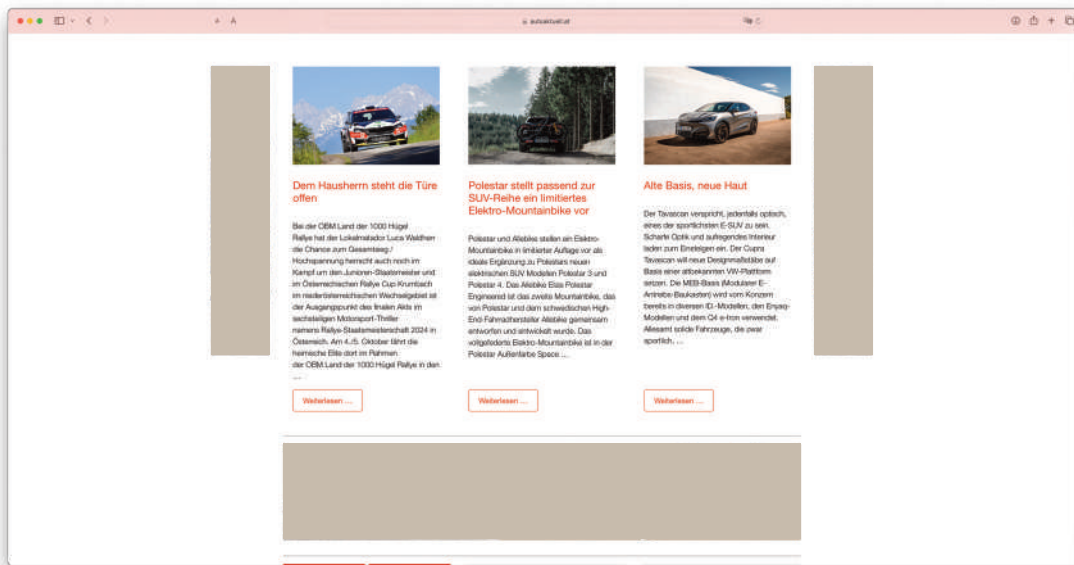 autoaktuell.at
Dem Hausherrn steht die Türe
offen
Bei der OBM Land der 1000 Hügel
Rallye hat der Lokalmatador Luca Waldherr
die Chance zum Gesamtsieg./
Hochspannung herrscht auch noch im
Kampf um den Junioren-Staatsmeister und
im Österreichischen Rallye Cup Krumbach
im niederösterreichischen Wechselgebiet ist
der Ausgangspunkt des finalen Akts im
sechsteiligen Motorsport-Thriller
namens Rallye-Staatsmeisterschaft 2024 in
Österreich. Am 4./5. Oktober fährt die
heimische Elite dort im Rahmen
der OBM Land der 1000 Hügel Rallye in den
…
Weiterlesen …
Polestar stellt passend zur
SUV-Reihe ein limitiertes
Elektro-Mountainbike vor
Polestar und Allebike stellen ein Elektro-
Mountainbike in limitierter Auflage vor als
ideale Ergänzung zu Polestars neuen
elektrischen SUV Modellen Polestar 3 und
Polestar 4. Das Allebike Elas Polestar
Engineered ist das zweite Mountainbike, das
von Polestar und dem schwedischen High-
End-Fahrradhersteller Allebike gemeinsam
entworfen und entwickelt wurde. Das
vollgefederte Elektro-Mountainbike ist in der
Polestar Außenfarbe Space …
Weiterlesen …
Alte Basis, neue Haut
Der Tavascan verspricht, jedenfalls optisch,
eines der sportlichsten E-SUV zu sein.
Scharfe Optik und aufregendes Interieur
laden zum Einsteigen ein. Der Cupra
Tavascan will neue Designmaßstäbe auf
Basis einer altbekannten VW-Plattform
setzen. Die MEB-Basis (Modularer E-
Antriebs-Baukasten) wird vom Konzern
bereits in diversen ID.-Modellen, den Enyaq-
Modellen und dem Q4 e-tron verwendet.
Allesamt solide Fahrzeuge, die zwar
sportlich, …
Weiterlesen …